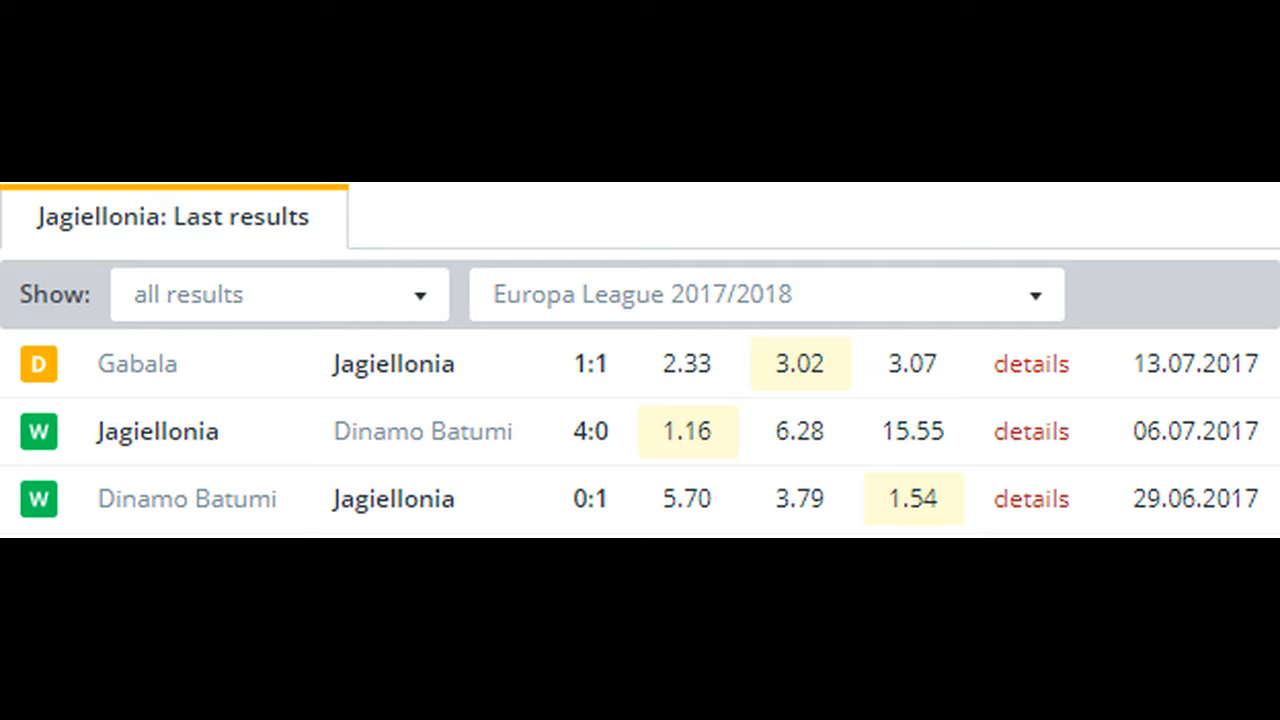 Jagiellonia: Last results
Show: all results Europa League 2017/2018
D Gabala Jagiellonia 1:1 2.33 3.02 3.07 details 13.07.2017
W Jagiellonia Dinamo Batumi 4:0 1.16 6.28 15.55 details 06.07.2017
W Dinamo Batumi Jagiellonia 0:1 5.70 3.79 1.54 details 29.06.2017